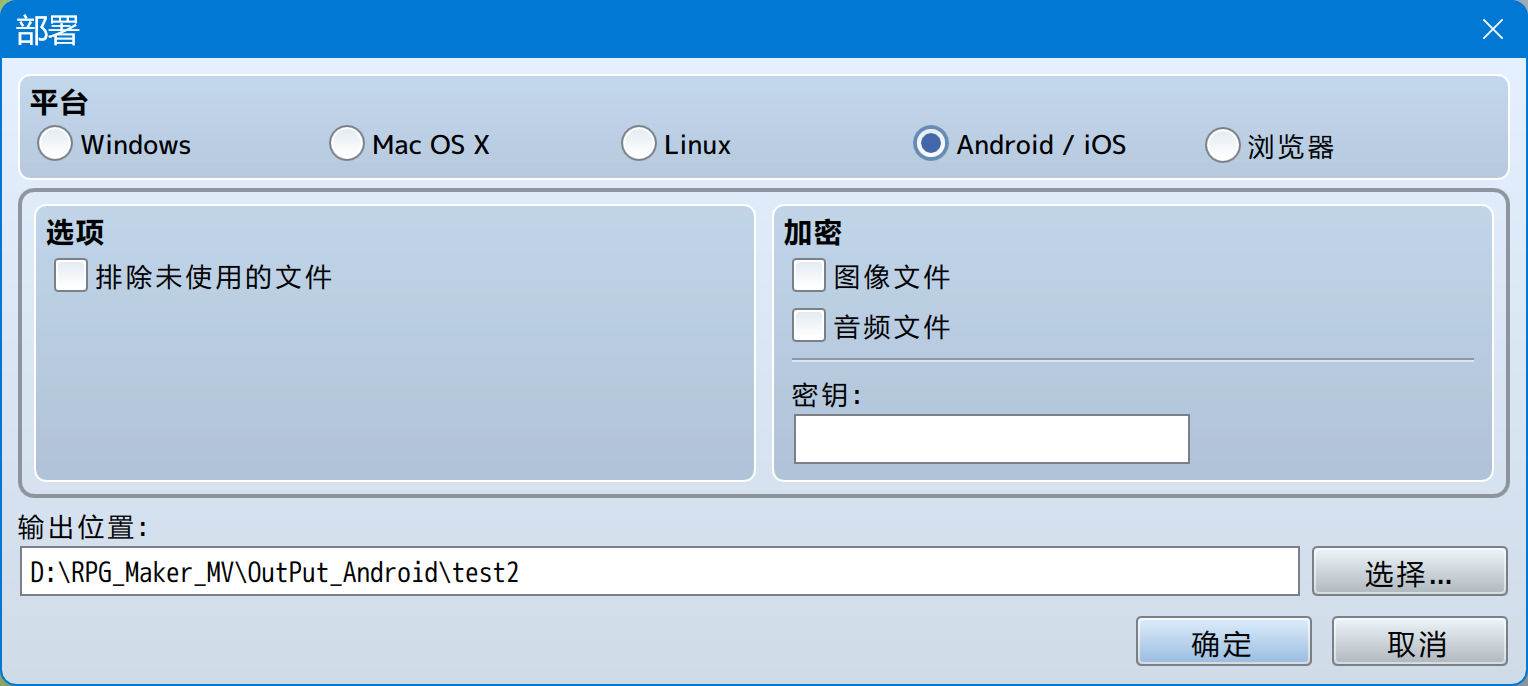 部署
平台
Windows
Mac OS X
Linux
Android / iOS
浏览器
选项
排除未使用的文件
加密
图像文件
音频文件
密钥:
输出位置:
D:\RPG_Maker_MV\OutPut_Android\test2
选择...
确定
取消